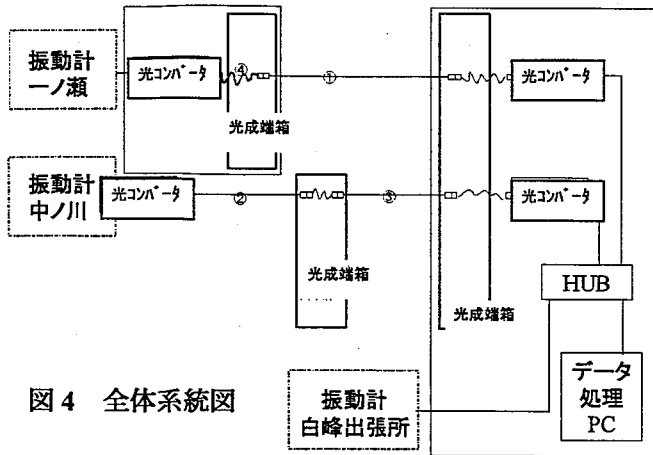 振動計
一ノ瀬
光コンバータ
④
光成端箱
①
光コンバータ
振動計
中ノ川
光コンバータ
②
光成端箱
③
光コンバータ
光成端箱
HUB
データ
処理
PC
振動計
白峰出張所
図4 全体系統図